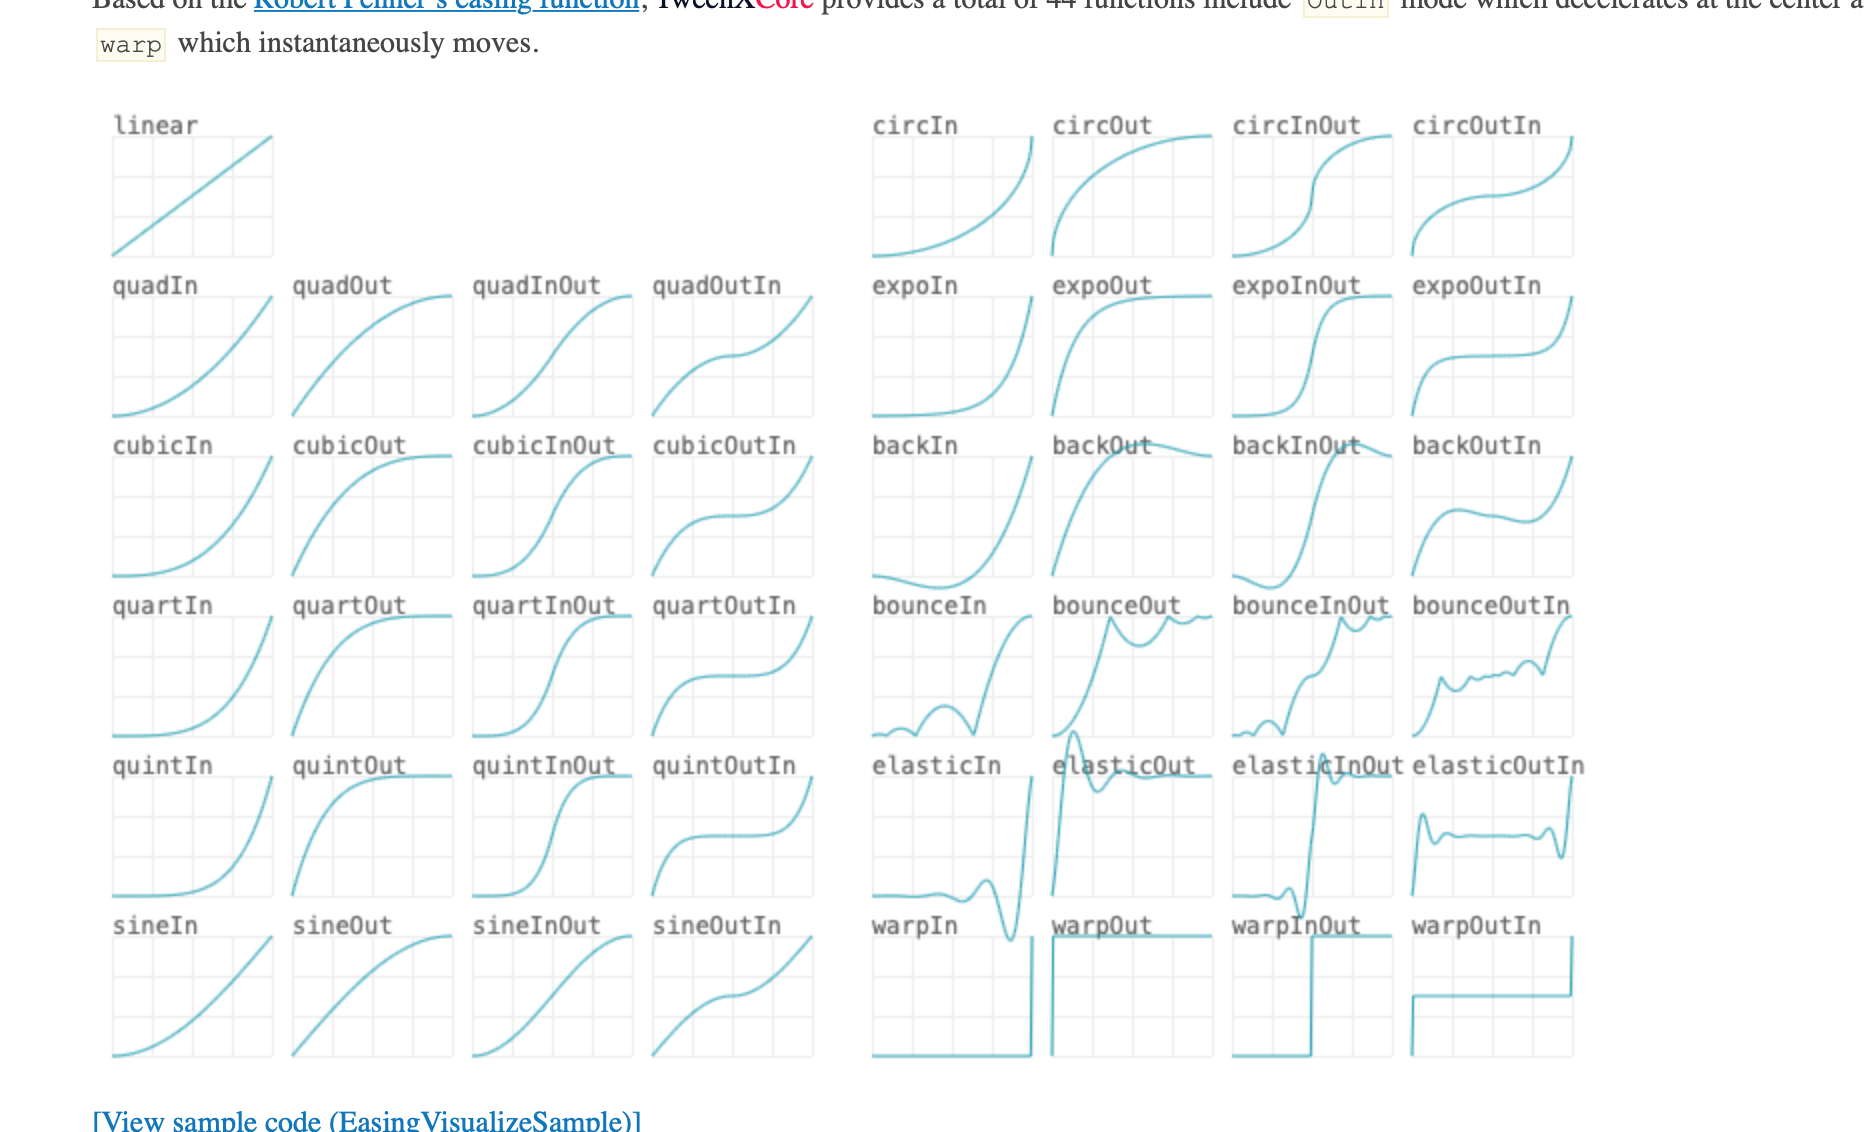 Based on the Robert Penner's easing function, TweenXCore provides a total of 44 functions include OutIn mode which decelerates at the center a
warp which instantaneously moves.
linear
circIn circOut circInOut circOutIn
quadIn quadOut quadInOut quadOutIn
expoIn expoOut expoInOut expoOutIn
cubicIn cubicOut cubicInOut cubicOutIn
backIn backOut backInOut backOutIn
quartIn quartOut quartInOut quartOutIn
bounceIn bounceOut bounceInOut bounceOutIn
quintIn quintOut quintInOut quintOutIn
elasticIn elasticOut elasticInOut elasticOutIn
sineIn sineOut sineInOut sineOutIn
warpIn warpOut warpInOut warpOutIn
[View sample code (EasingVisualizeSample)]